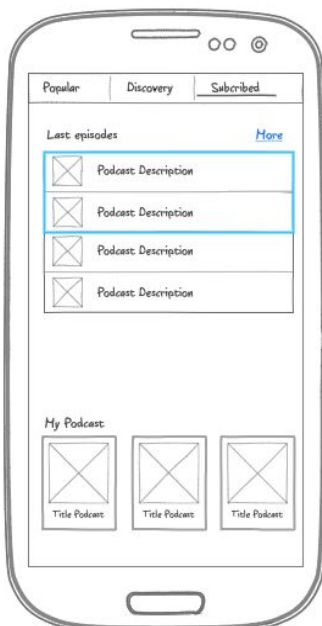 Popular Discovery Subcribed
Last episodes More
Podcast Description
Podcast Description
Podcast Description
Podcast Description
My Podcast
Title Podcast Title Podcast Title Podcast